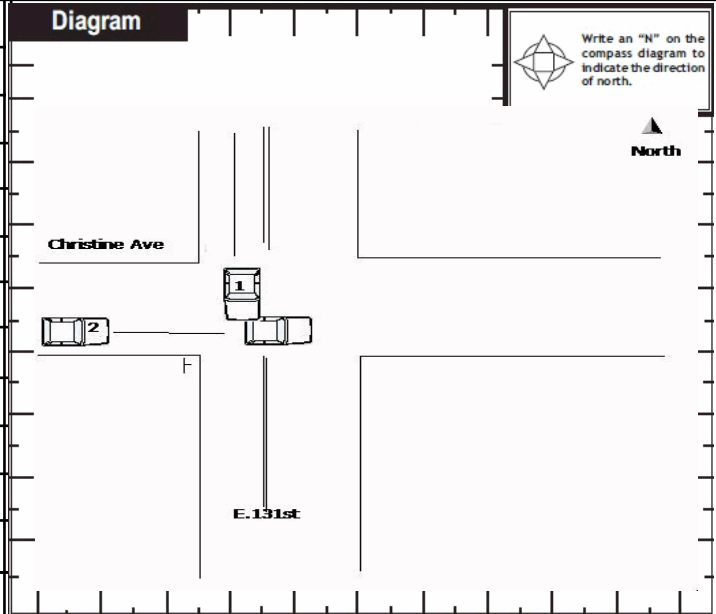 Diagram
Write an “N” on the
compass diagram to
indicate the direction
of north.
North
Christine Ave
1
2
E.131st